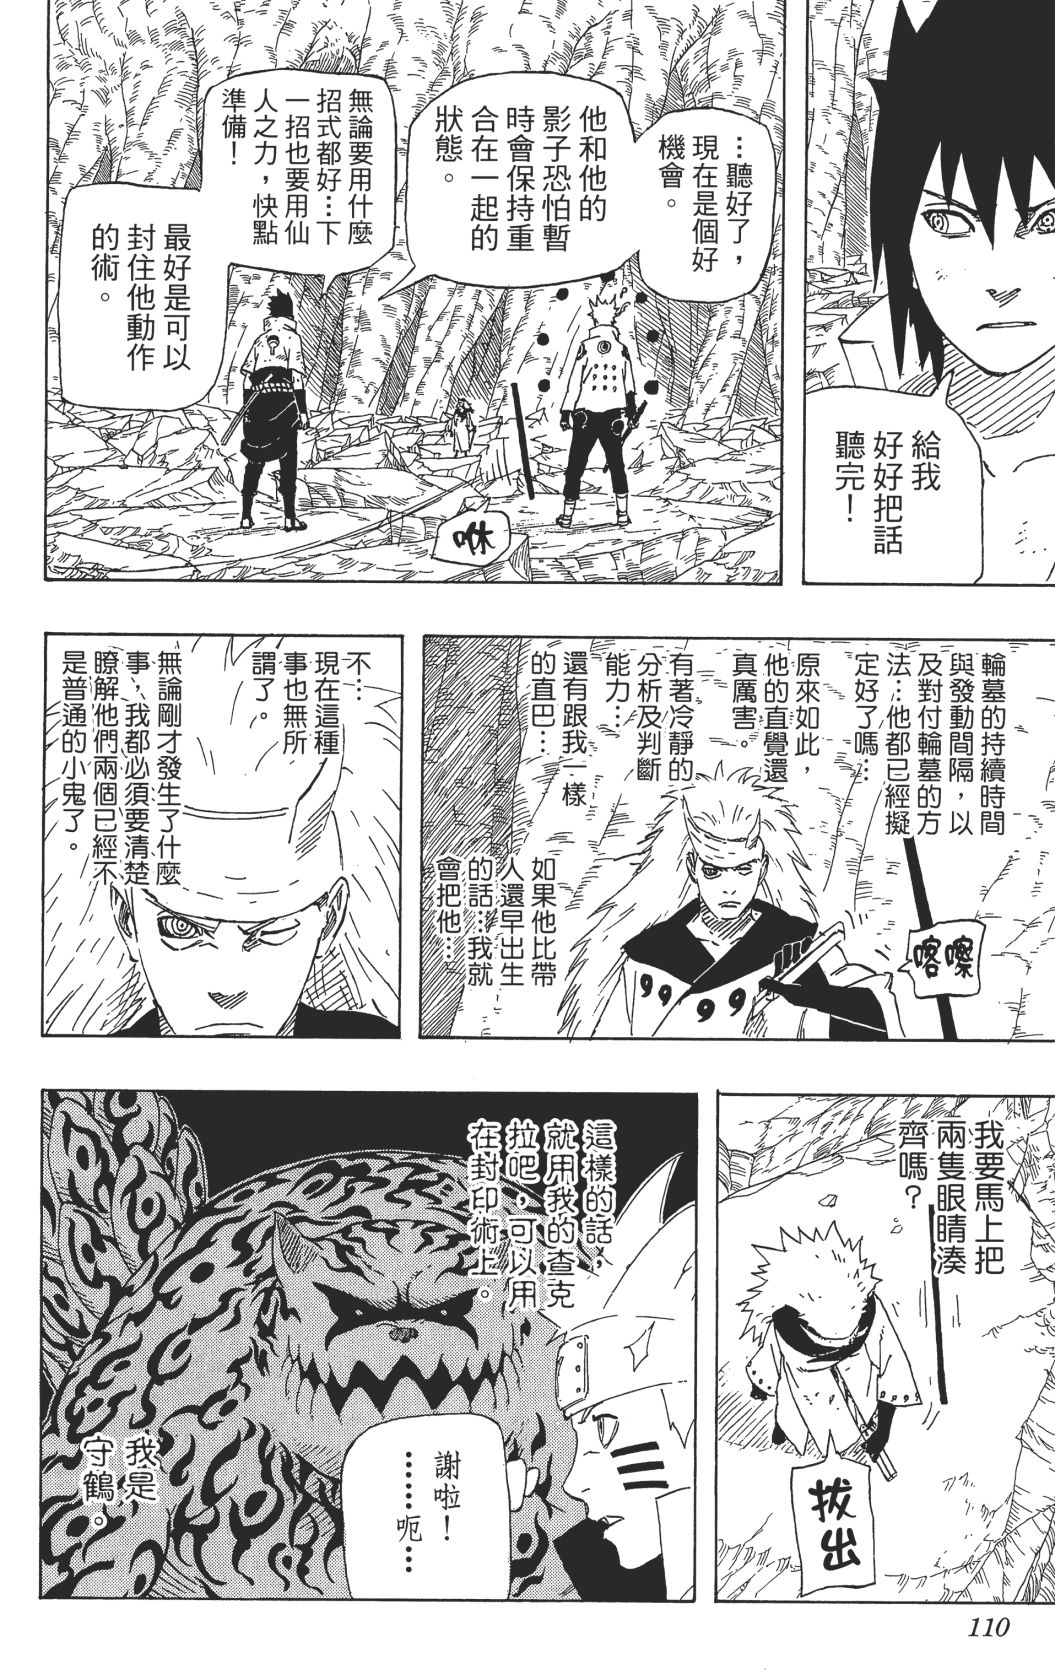 給我
好好把話
聽完！
…聽好了，
現在是個好
機會。
他和他的
影子恐怕暫
時會保持重
合在一起的
狀態。
無論要用什麼
招式都好…下
一招也要用仙
人之力，快點
準備！
最好是可以
封住他動作
的術。
咻
輪墓的持續時間
與發動間隔，以
及對付輪墓的方
法…他都已經擬
定好了嗎…
原來如此，
他的直覺還
真厲害。
有著冷靜的
分析及判斷
能力…
還有跟我一樣
的直巴…
如果他比帶
人還早出生
的話…我就
會把他…
喀嚓
不…
現在這種
事也無所
謂了。
無論剛才發生了什麼
事，我都必須要清楚
瞭解他們兩個已經不
是普通的小鬼了。
我要馬上把
兩隻眼睛湊
齊嗎？
拔出
這樣的話，
就用我的查克
拉吧，可以用
在封印術上。
謝啦！
……呃…
我是
守鶴。
110